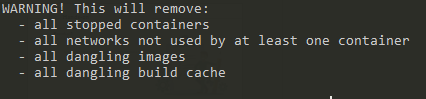 WARNING! This will remove:
  - all stopped containers
  - all networks not used by at least one container
  - all dangling images
  - all dangling build cache